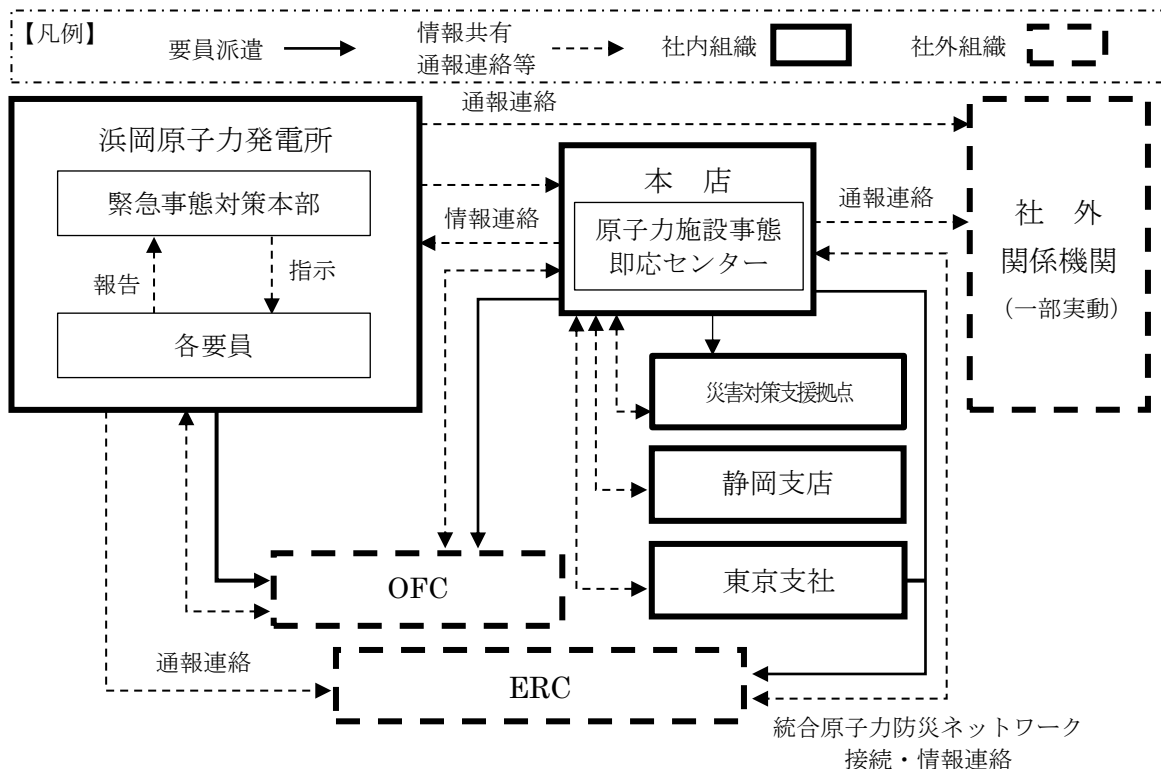 【凡例】
要員派遣
情報共有
通報連絡等
社内組織
社外組織
通報連絡
浜岡原子力発電所
緊急事態対策本部
報告
指示
各要員
情報連絡
本 店
原子力施設事態
即応センター
通報連絡
社 外
関係機関
(一部実動)
災害対策支援拠点
静岡支店
東京支社
OFC
通報連絡
ERC
統合原子力防災ネットワーク
接続・情報連絡